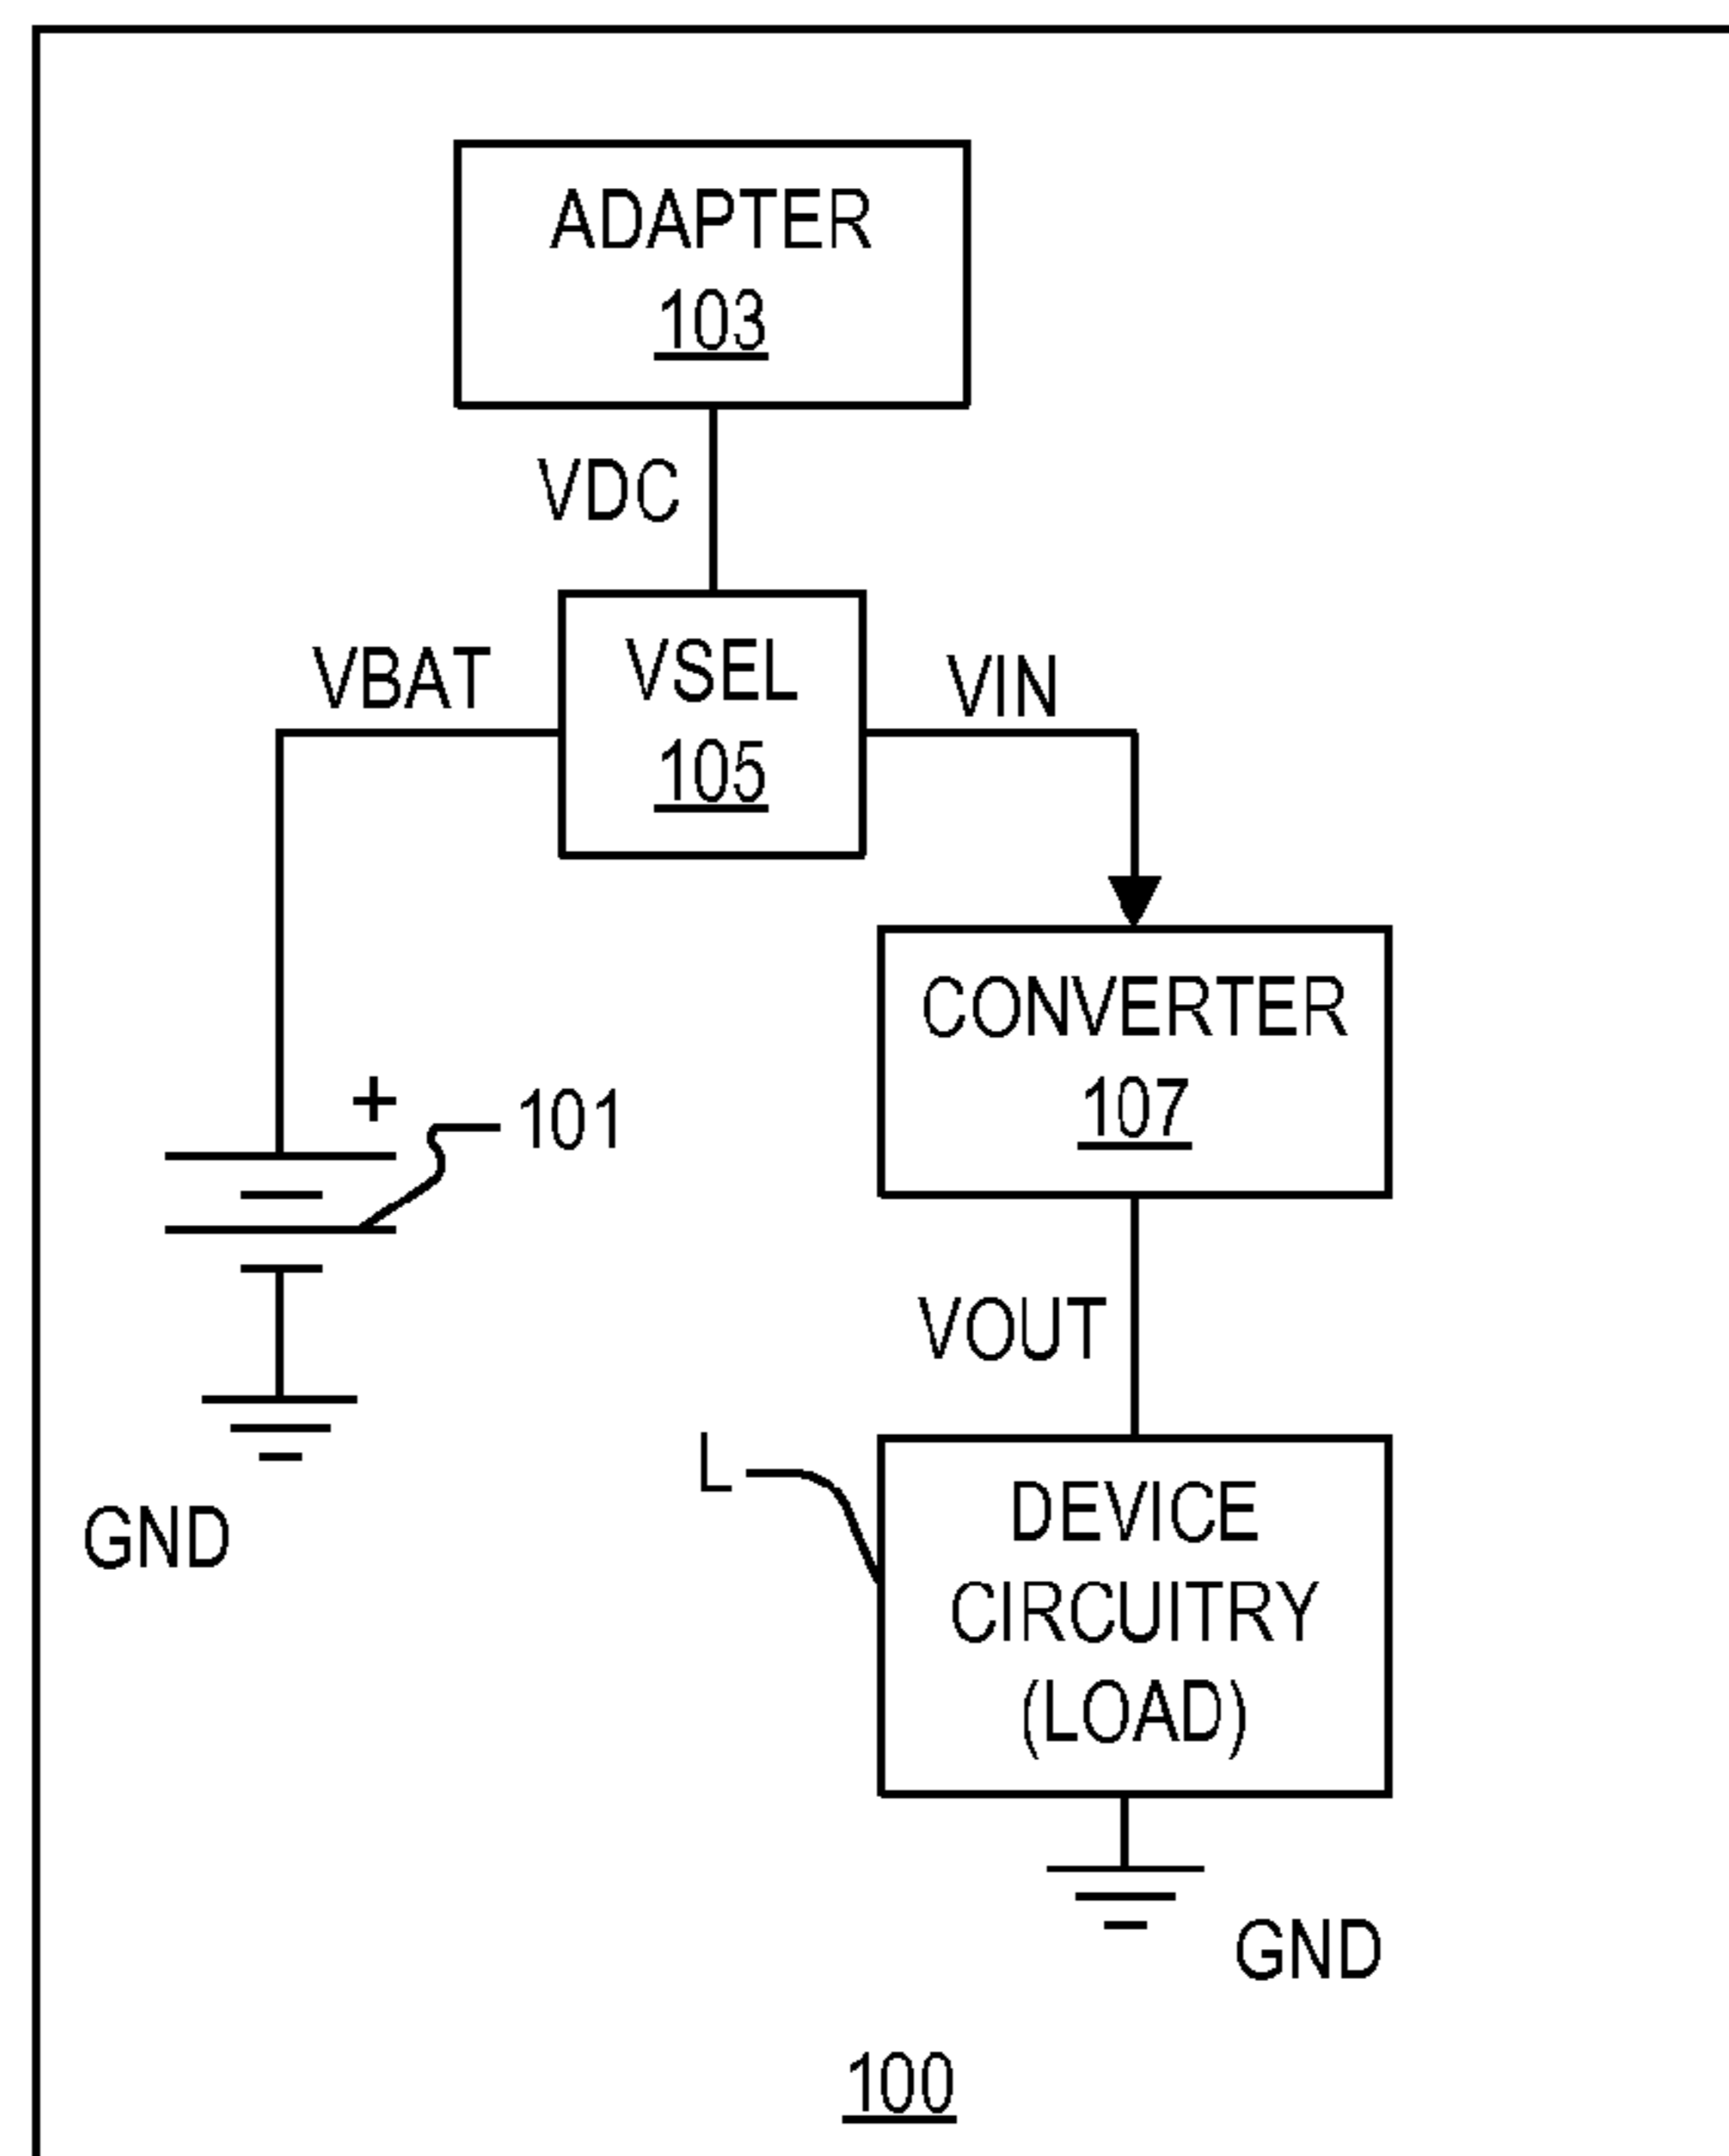 ADAPTER
103
VDC
VBAT
VSEL
105
VIN
CONVERTER
107
+
101
VOUT
L
DEVICE
CIRCUITRY
(LOAD)
GND
GND
100